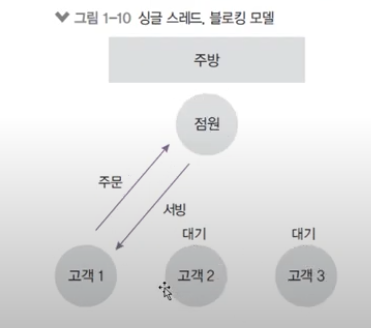 그림 1-10 싱글 스레드, 블로킹 모델
주방
점원
주문
서빙
대기
대기
고객 1
고객 2
고객 3